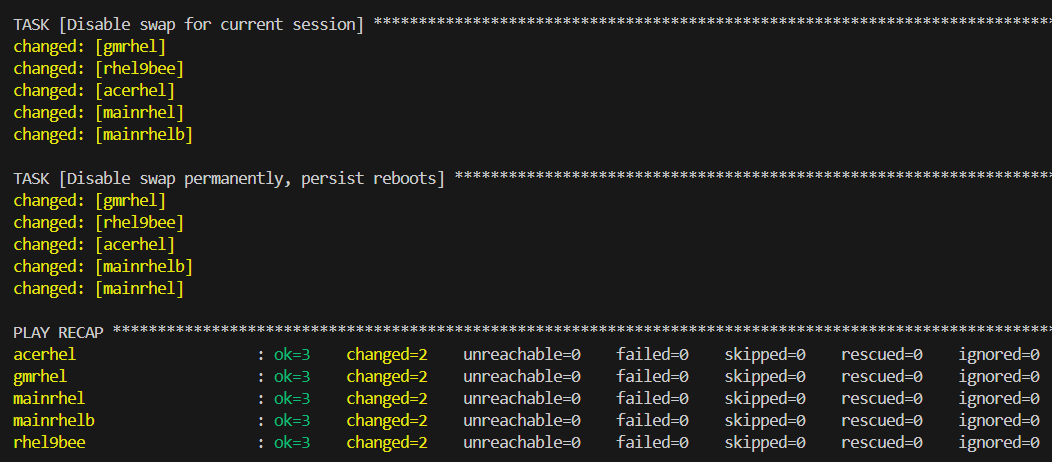 TASK [Disable swap for current session] ***************************************************************************
changed: [gmrhel]
changed: [rhel9bee]
changed: [acerhel]
changed: [mainrhel]
changed: [mainrhelb]
TASK [Disable swap permanently, persist reboots] ******************************************************************
changed: [gmrhel]
changed: [rhel9bee]
changed: [acerhel]
changed: [mainrhelb]
changed: [mainrhel]
PLAY RECAP ********************************************************************************************************
acerhel : ok=3 changed=2 unreachable=0 failed=0 skipped=0 rescued=0 ignored=0
gmrhel : ok=3 changed=2 unreachable=0 failed=0 skipped=0 rescued=0 ignored=0
mainrhel : ok=3 changed=2 unreachable=0 failed=0 skipped=0 rescued=0 ignored=0
mainrhelb : ok=3 changed=2 unreachable=0 failed=0 skipped=0 rescued=0 ignored=0
rhel9bee : ok=3 changed=2 unreachable=0 failed=0 skipped=0 rescued=0 ignored=0